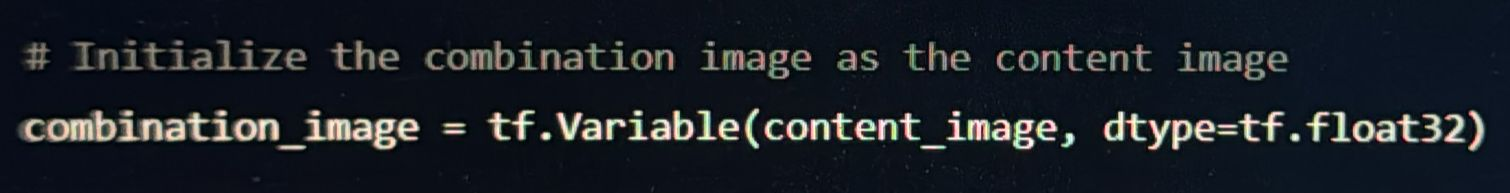 # Initialize the combination image as the content image
combination_image = tf.Variable(content_image, dtype=tf.float32)